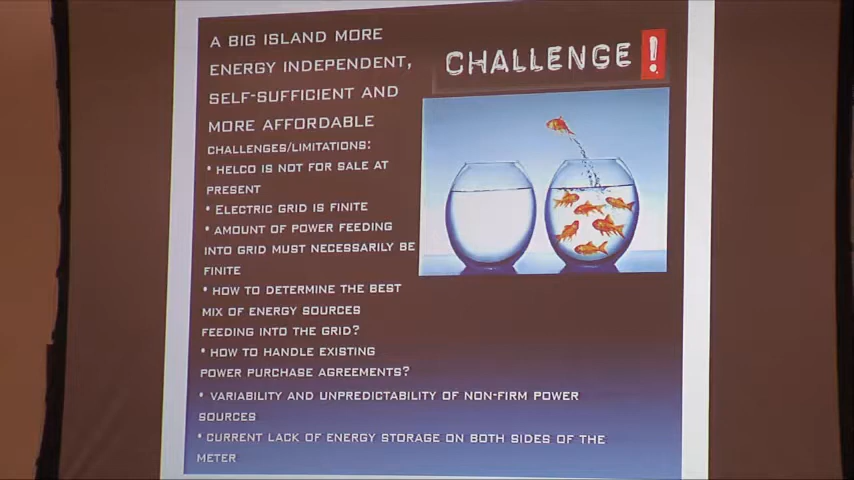 A BIG ISLAND MORE
ENERGY INDEPENDENT,
SELF-SUFFICIENT AND
MORE AFFORDABLE
CHALLENGES/LIMITATIONS:
• HELCO IS NOT FOR SALE AT
PRESENT
• ELECTRIC GRID IS FINITE
• AMOUNT OF POWER FEEDING
INTO GRID MUST NECESSARILY BE
FINITE
• HOW TO DETERMINE THE BEST
MIX OF ENERGY SOURCES
FEEDING INTO THE GRID?
• HOW TO HANDLE EXISTING
POWER PURCHASE AGREEMENTS?
• VARIABILITY AND UNPREDICTABILITY OF NON-FIRM POWER
SOURCES
• CURRENT LACK OF ENERGY STORAGE ON BOTH SIDES OF THE
METER
CHALLENGE!